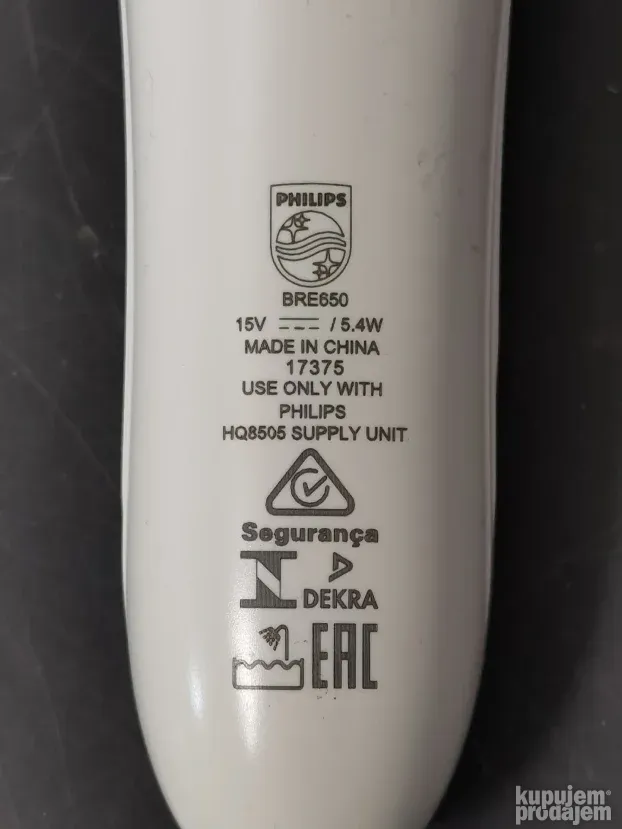 PHILIPS
BRE650
15V ⎓ / 5.4W
MADE IN CHINA
17375
USE ONLY WITH
PHILIPS
HQ8505 SUPPLY UNIT
Segurança
DEKRA
EAC
kupujem
prodajem